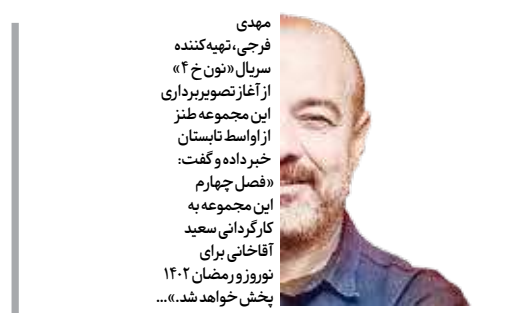 مهدی
فرجی، تهیه‌کننده
سریال «نون خ ۴»
از آغاز تصویربرداری
این مجموعه طنز
از اواسط تابستان
خبر داده و گفت:
«فصل چهارم
این مجموعه به
کارگردانی سعید
آقاخانی برای
نوروز و رمضان ۱۴۰۲
پخش خواهد شد.»...